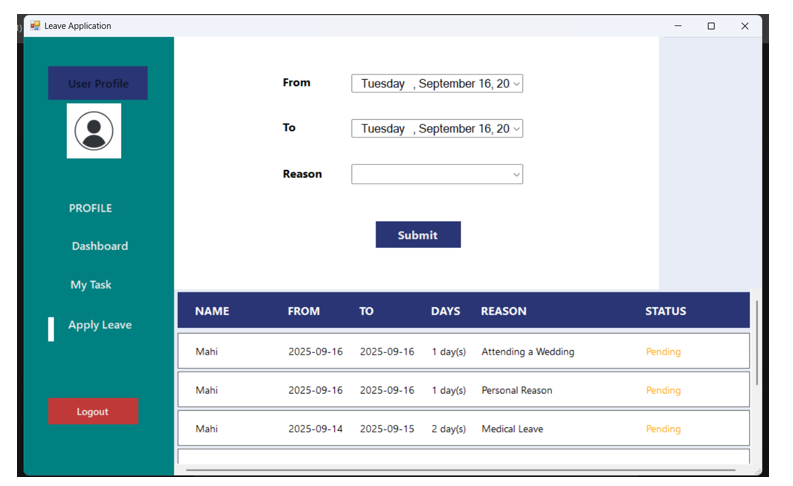 Leave Application
User Profile
PROFILE
Dashboard
My Task
Apply Leave
Logout
From Tuesday , September 16, 20
To Tuesday , September 16, 20
Reason
Submit
NAME FROM TO DAYS REASON STATUS
Mahi 2025-09-16 2025-09-16 1 day(s) Attending a Wedding Pending
Mahi 2025-09-16 2025-09-16 1 day(s) Personal Reason Pending
Mahi 2025-09-14 2025-09-15 2 day(s) Medical Leave Pending